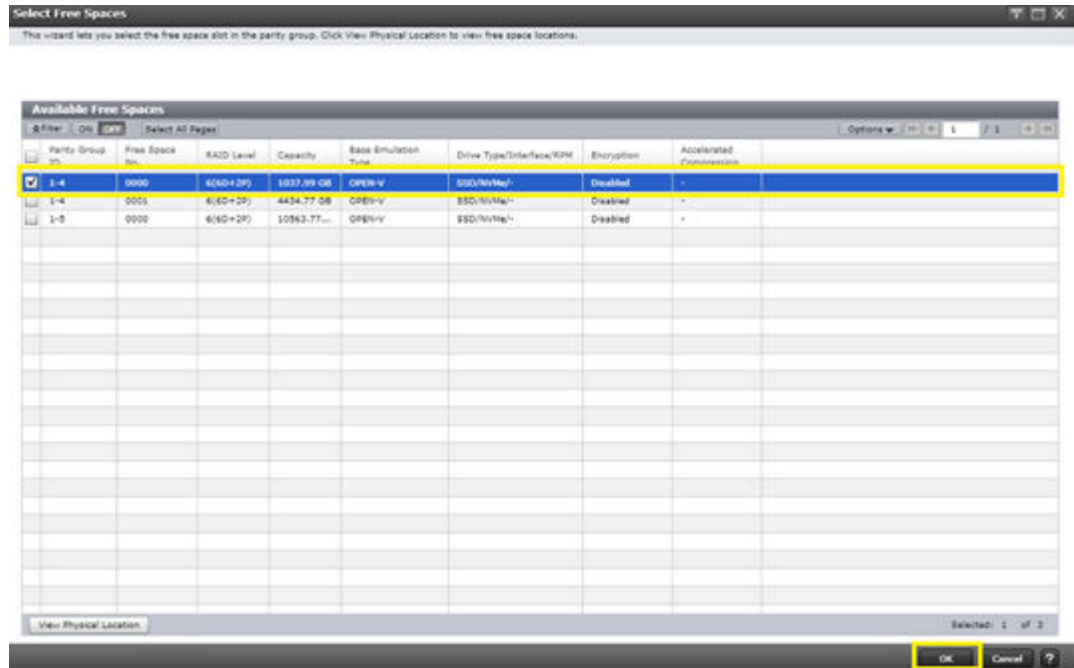 Select Free Spaces
This wizard lets you select the free space slot in the parity group. Click View Physical Location to view free space locations.
Available Free Spaces
Filter ON OFF Select All Pages Options 1 / 1
Parity Group ID Free Space No. RAID Level Capacity Base Emulation Type Drive Type/Interface/RPM Encryption Accelerated Compression
1-4 0000 6(6D+2P) 1037.99 GB OPEN-V SSD/NVMe/- Disabled -
1-4 0001 6(6D+2P) 4434.77 GB OPEN-V SSD/NVMe/- Disabled -
1-5 0000 6(6D+2P) 10563.77... OPEN-V SSD/NVMe/- Disabled -
View Physical Location Selected: 1 of 3
OK Cancel ?